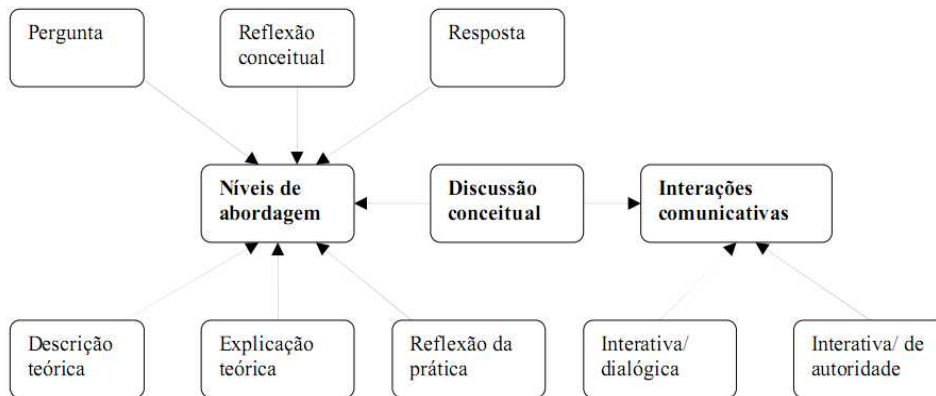 Pergunta
Reflexão
conceitual
Resposta
Níveis de
abordagem
Discussão
conceitual
Interações
comunicativas
Descrição
teórica
Explicação
teórica
Reflexão da
prática
Interativa/
dialógica
Interativa/ de
autoridade